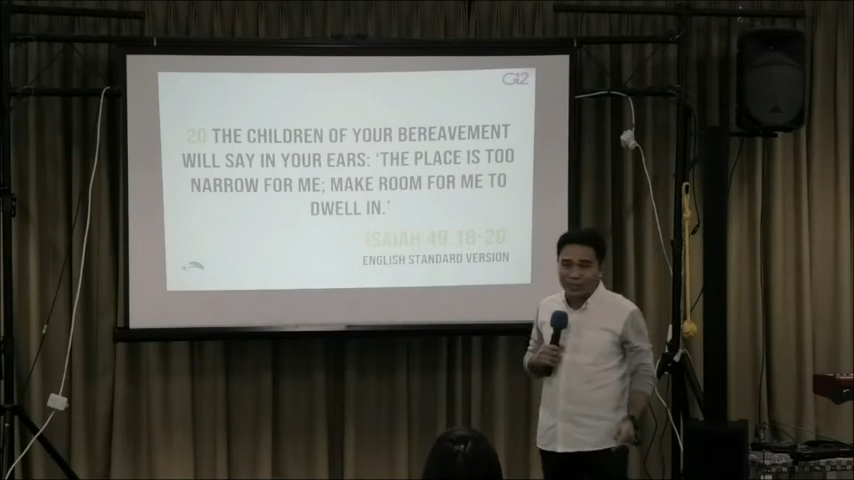 G12
20 THE CHILDREN OF YOUR BEREAVEMENT
WILL SAY IN YOUR EARS: ‘THE PLACE IS TOO
NARROW FOR ME; MAKE ROOM FOR ME TO
DWELL IN.’
ISAIAH 49.18-20
ENGLISH STANDARD VERSION